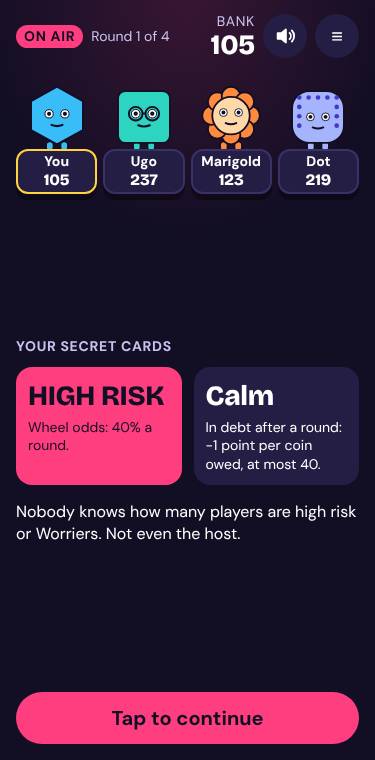 ON AIR
Round 1 of 4
BANK
105
You
105
Ugo
237
Marigold
123
Dot
219
YOUR SECRET CARDS
HIGH RISK
Wheel odds: 40% a
round.
Calm
In debt after a round:
-1 point per coin
owed, at most 40.
Nobody knows how many players are high risk
or Worriers. Not even the host.
Tap to continue